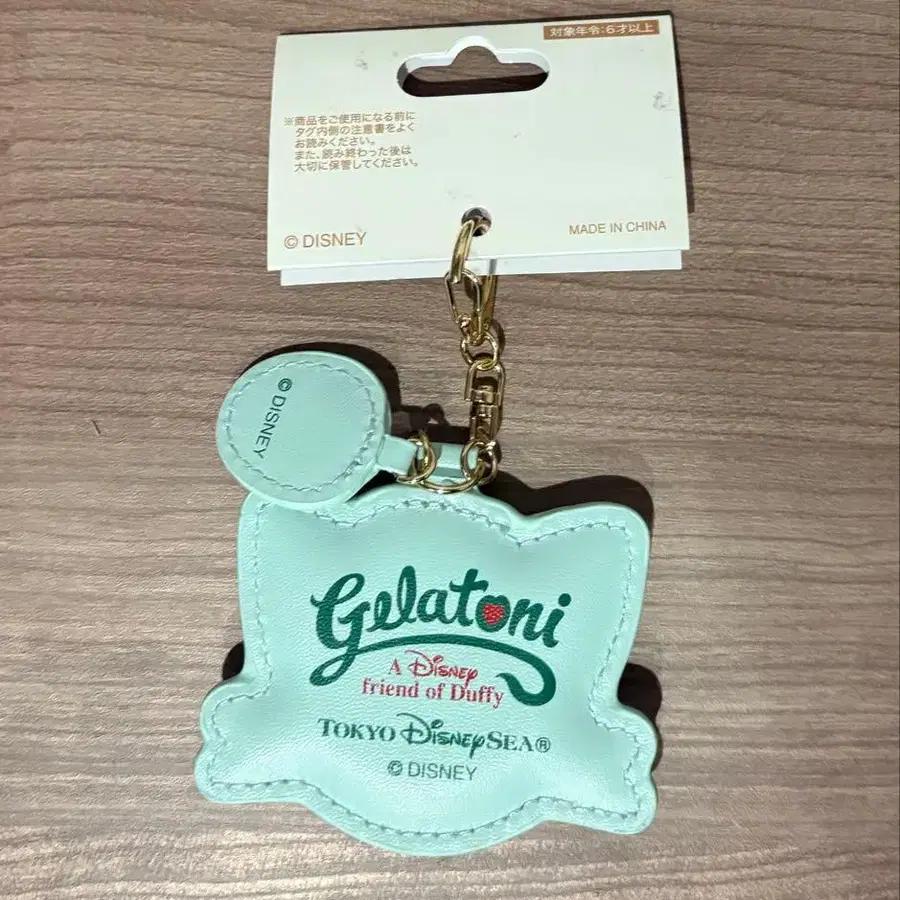 対象年令:6才以上
※商品をご使用になる前に
タグ内側の注意書をよく
お読みください。
また、読み終わった後は
大切に保管してください。
© DISNEY
MADE IN CHINA
© DISNEY
Gelatoni
A Disney
friend of Duffy
TOKYO DisneySEA®
© DISNEY